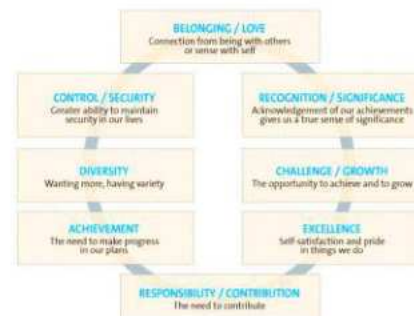 BELONGING / LOVE
Connection from being with others
or sense with self
CONTROL / SECURITY
Greater ability to maintain
security in our lives
RECOGNITION / SIGNIFICANCE
Acknowledgement of our achievements
gives us a true sense of significance
DIVERSITY
Wanting more, having variety
CHALLENGE / GROWTH
The opportunity to achieve and to grow
ACHIEVEMENT
The need to make progress
in our plans
EXCELLENCE
Self-satisfaction and pride
in things we do
RESPONSIBILITY / CONTRIBUTION
The need to contribute